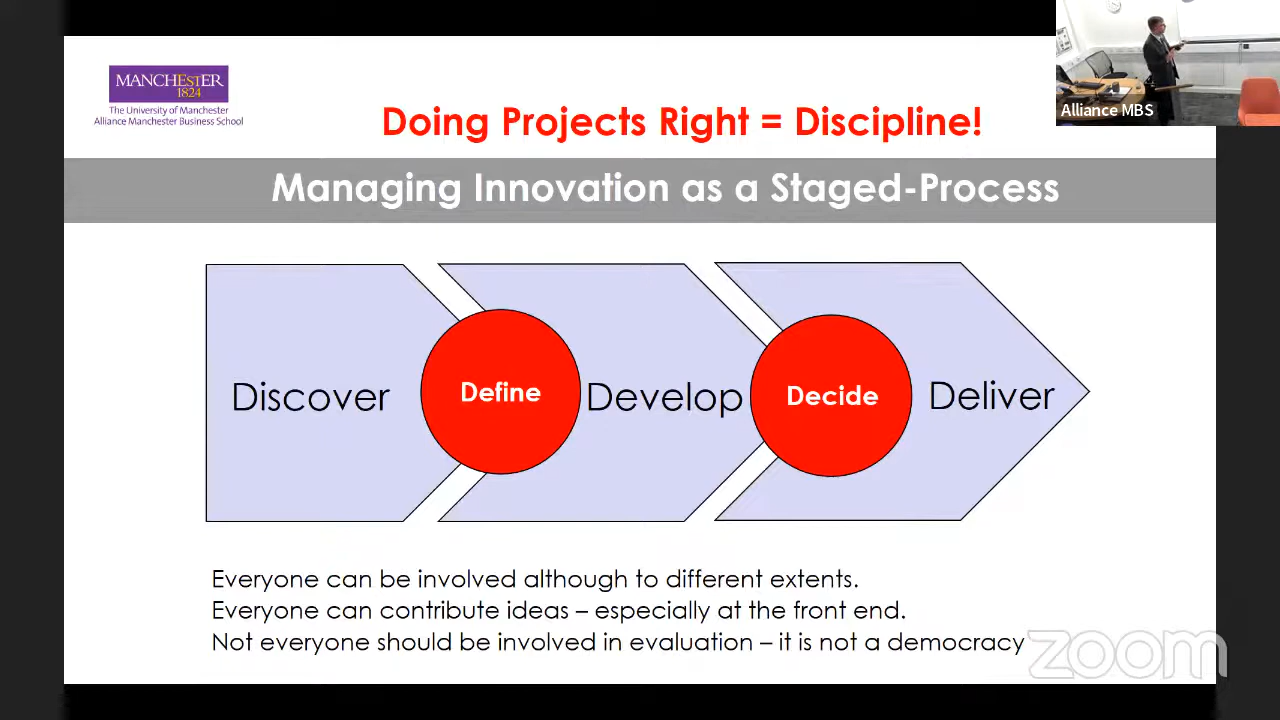 MANCHESTER
1824
The University of Manchester
Alliance Manchester Business School
Doing Projects Right = Discipline!
Alliance MBS
Managing Innovation as a Staged-Process
Discover
Define
Develop
Decide
Deliver
Everyone can be involved although to different extents.
Everyone can contribute ideas – especially at the front end.
Not everyone should be involved in evaluation – it is not a democracy
zoom